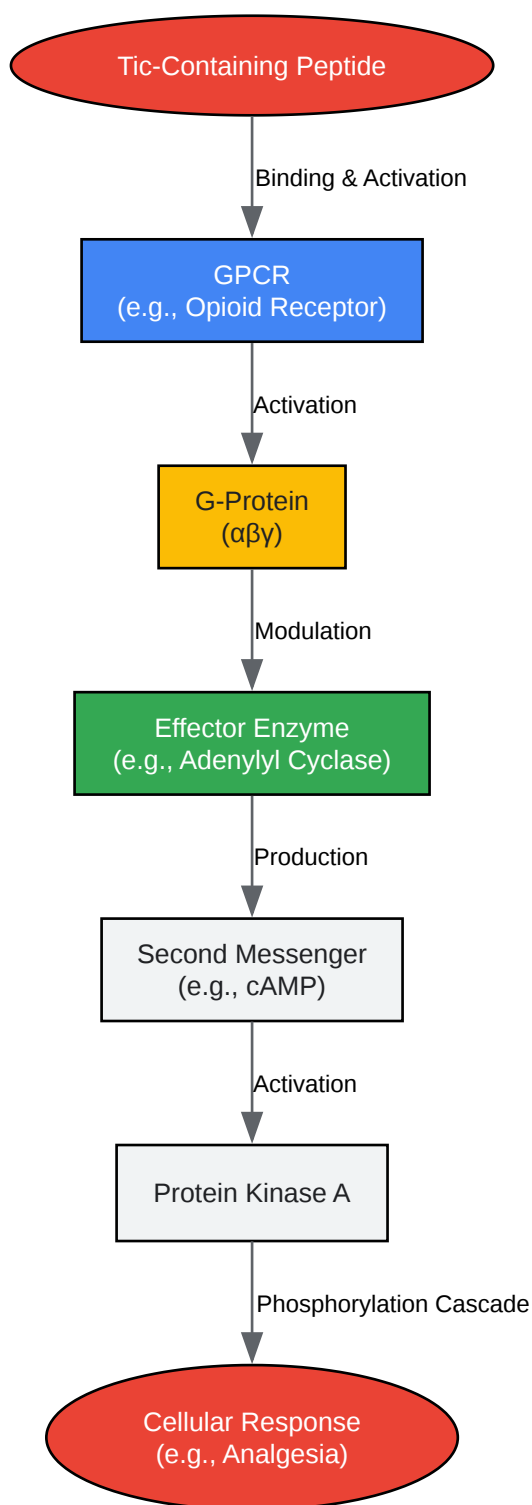 Tic-Containing Peptide
Binding & Activation
GPCR
(e.g., Opioid Receptor)
Activation
G-Protein
(αβγ)
Modulation
Effector Enzyme
(e.g., Adenylyl Cyclase)
Production
Second Messenger
(e.g., cAMP)
Activation
Protein Kinase A
Phosphorylation Cascade
Cellular Response
(e.g., Analgesia)